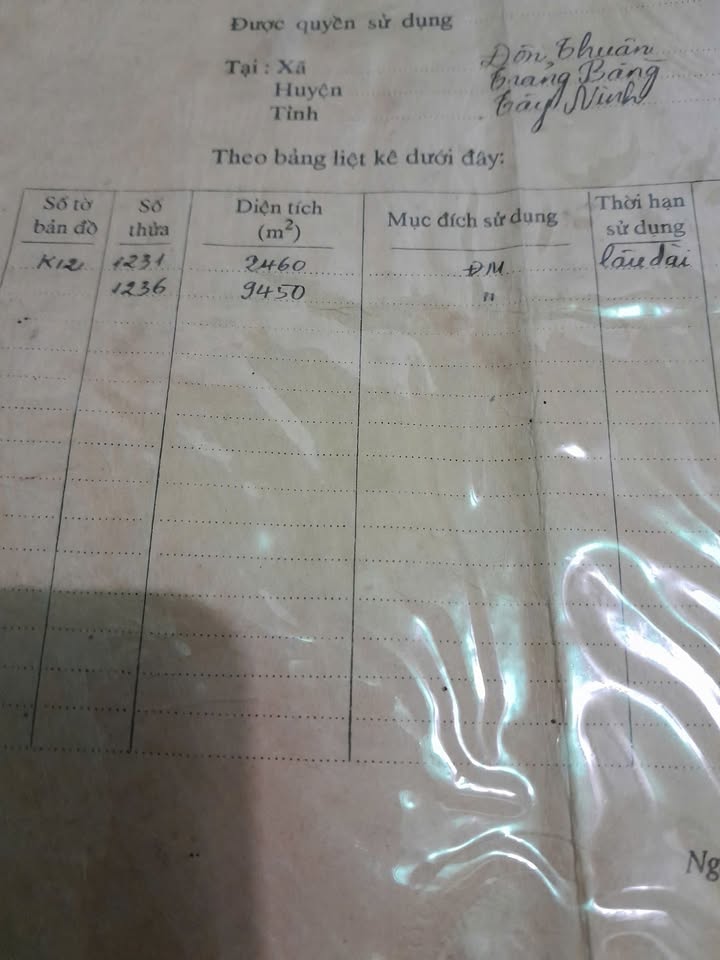 Được quyền sử dụng
Tại : Xã Đôn Thuận
Huyện Trảng Bàng
Tỉnh Tây Ninh
Theo bảng liệt kê dưới đây:
Số tờ bản đồ Số thửa Diện tích (m²) Mục đích sử dụng Thời hạn sử dụng
K12 1231 2460 ĐM lâu dài
1236 9450 "
Ng